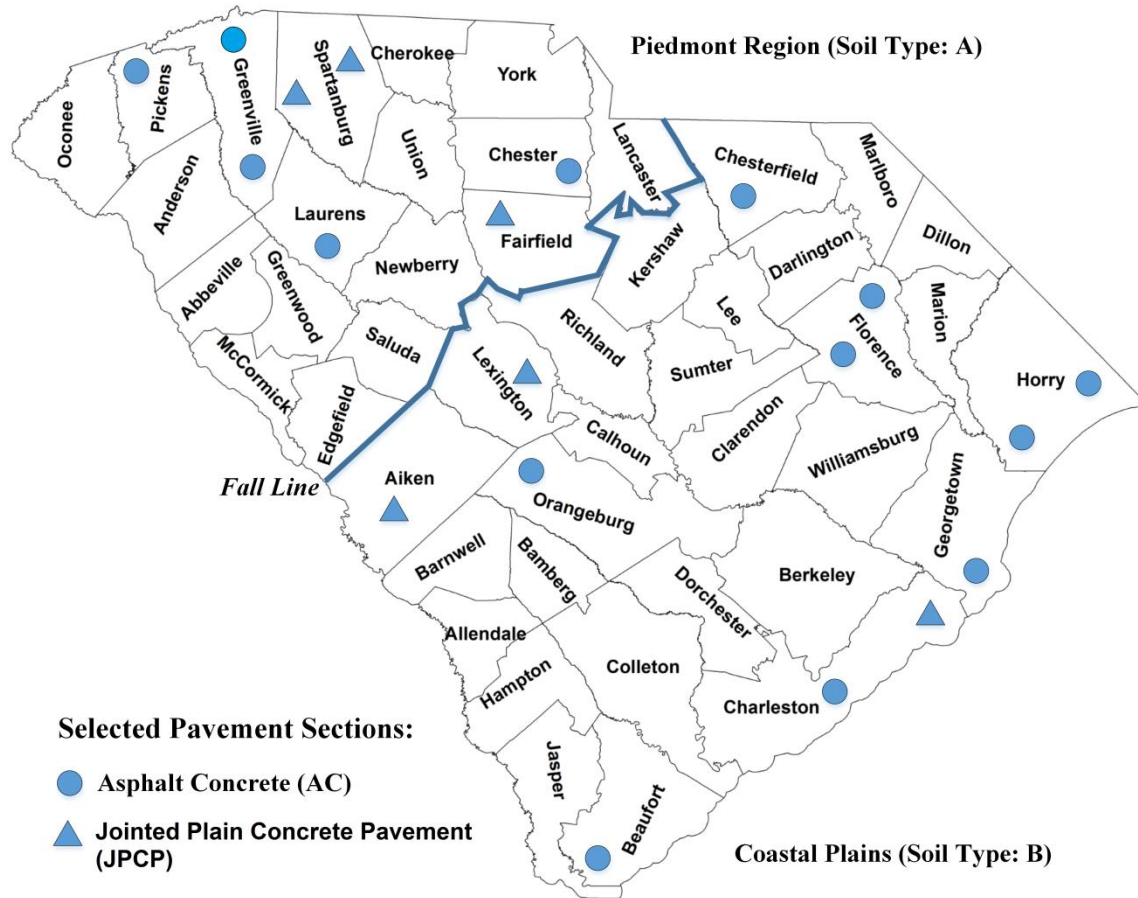 Piedmont Region (Soil Type: A)
Oconee
Pickens
Greenville
Spartanburg
Cherokee
York
Union
Chester
Lancaster
Chesterfield
Marlboro
Anderson
Laurens
Newberry
Fairfield
Kershaw
Darlington
Dillon
Abbeville
Greenwood
Saluda
Richland
Lee
Florence
Marion
McCormick
Edgefield
Lexington
Sumter
Horry
Fall Line
Aiken
Calhoun
Clarendon
Williamsburg
Orangeburg
Georgetown
Barnwell
Bamberg
Dorchester
Berkeley
Allendale
Hampton
Colleton
Charleston
Jasper
Beaufort
Selected Pavement Sections:
Asphalt Concrete (AC)
Jointed Plain Concrete Pavement
(JPCP)
Coastal Plains (Soil Type: B)